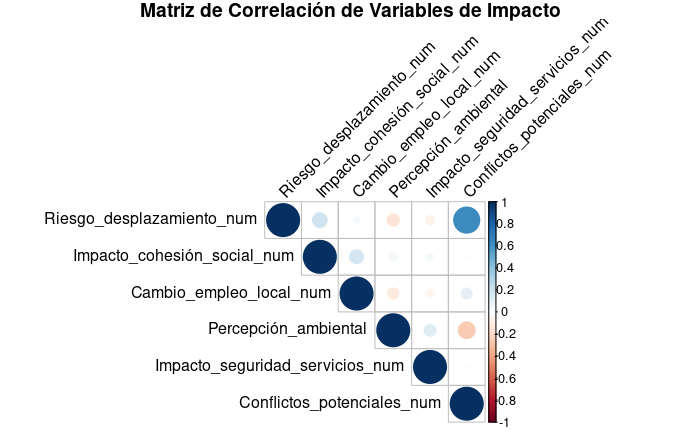 Matriz de Correlación de Variables de Impacto
Riesgo_desplazamiento_num
Impacto_cohesión_social_num
Cambio_empleo_local_num
Percepción_ambiental
Impacto_seguridad_servicios_num
Conflictos_potenciales_num
Riesgo_desplazamiento_num
Impacto_cohesión_social_num
Cambio_empleo_local_num
Percepción_ambiental
Impacto_seguridad_servicios_num
Conflictos_potenciales_num
1
0.8
0.6
0.4
0.2
0
-0.2
-0.4
-0.6
-0.8
-1